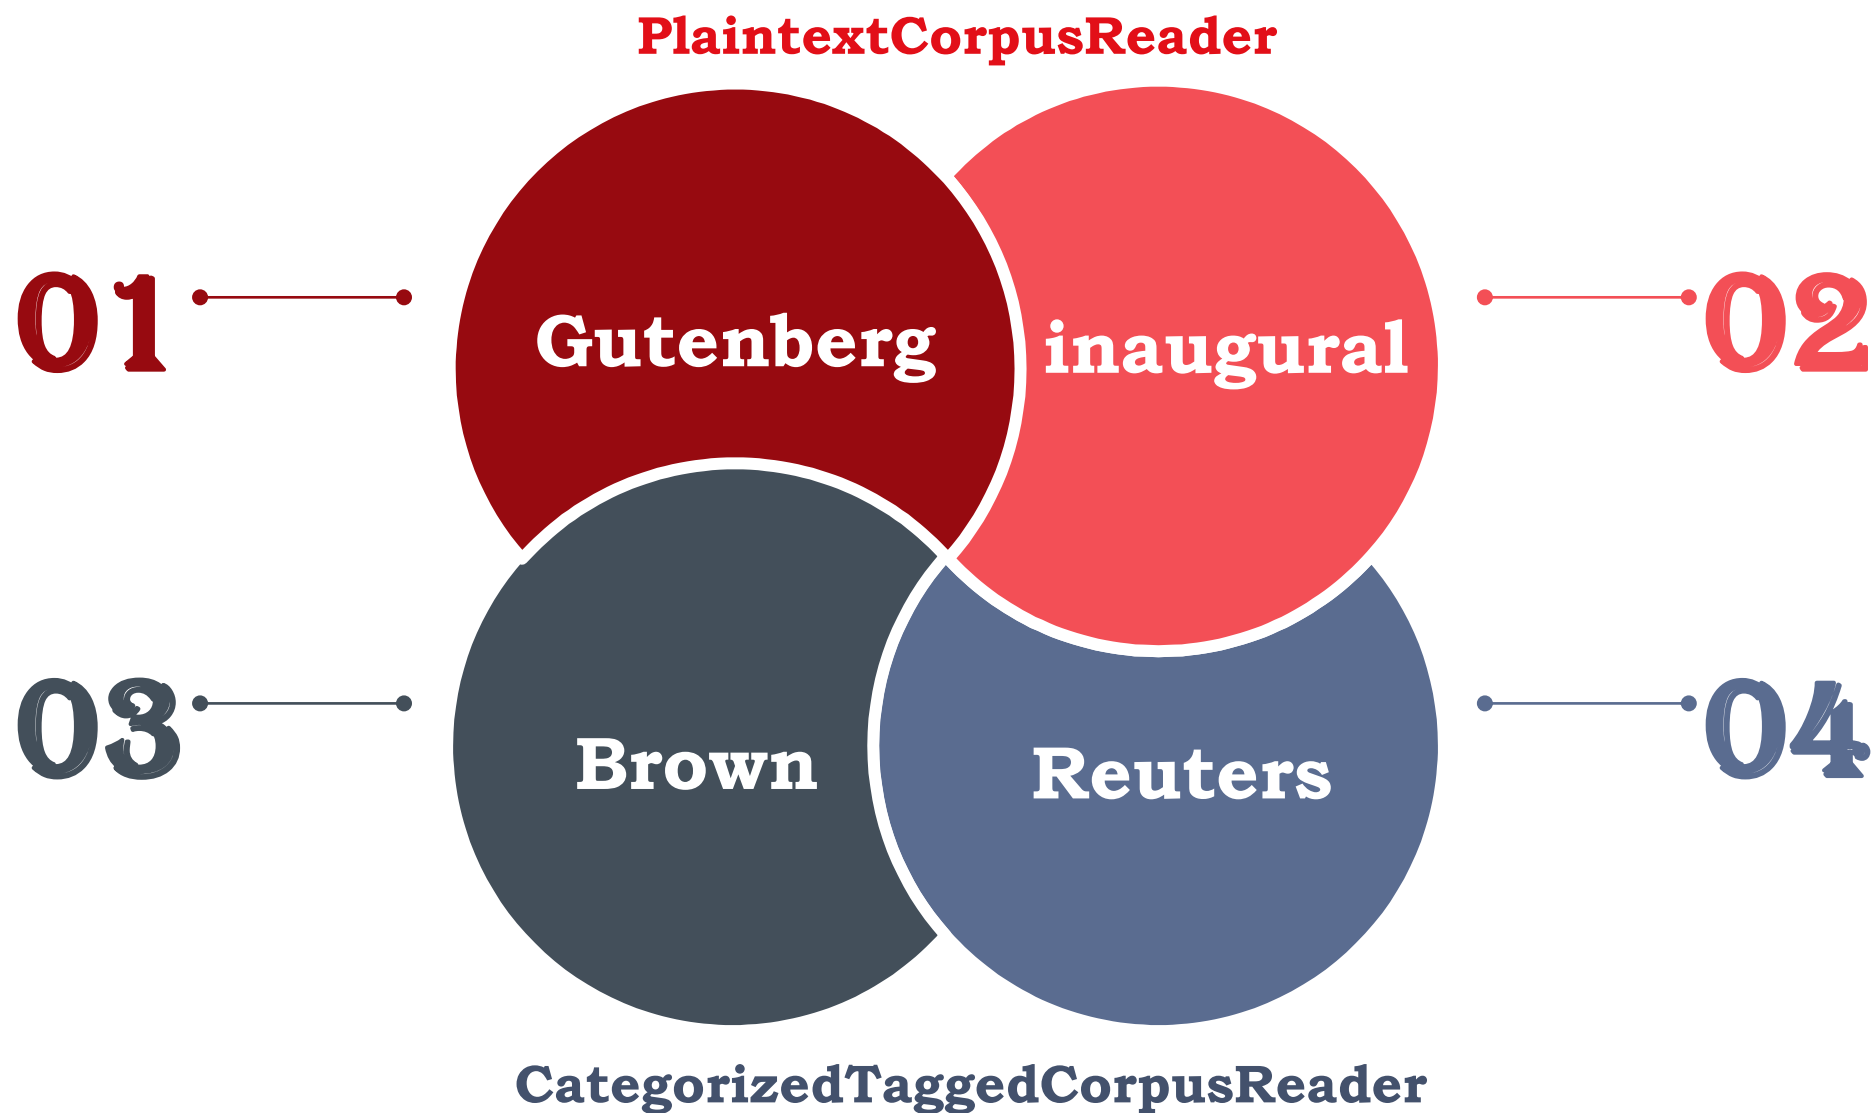 PlaintextCorpusReader
01
Gutenberg
inaugural
02
03
Brown
Reuters
04
CategorizedTaggedCorpusReader